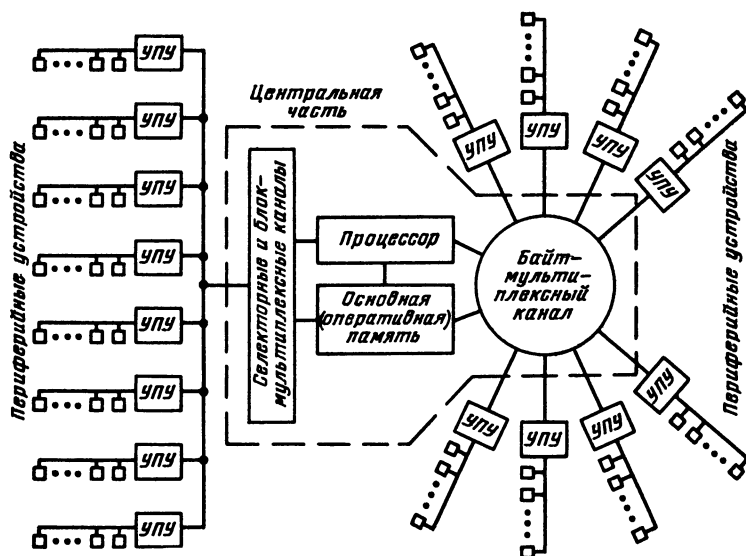 УПУ
УПУ
УПУ
УПУ
УПУ
УПУ
УПУ
УПУ
Периферийные устройства
Центральная
часть
Селекторные и блок-
мультиплексные каналы
Процессор
Основная
(оперативная)
память
Байт-
мульти-
плексный
канал
УПУ
УПУ
УПУ
УПУ
УПУ
УПУ
УПУ
УПУ
Периферийные устройства